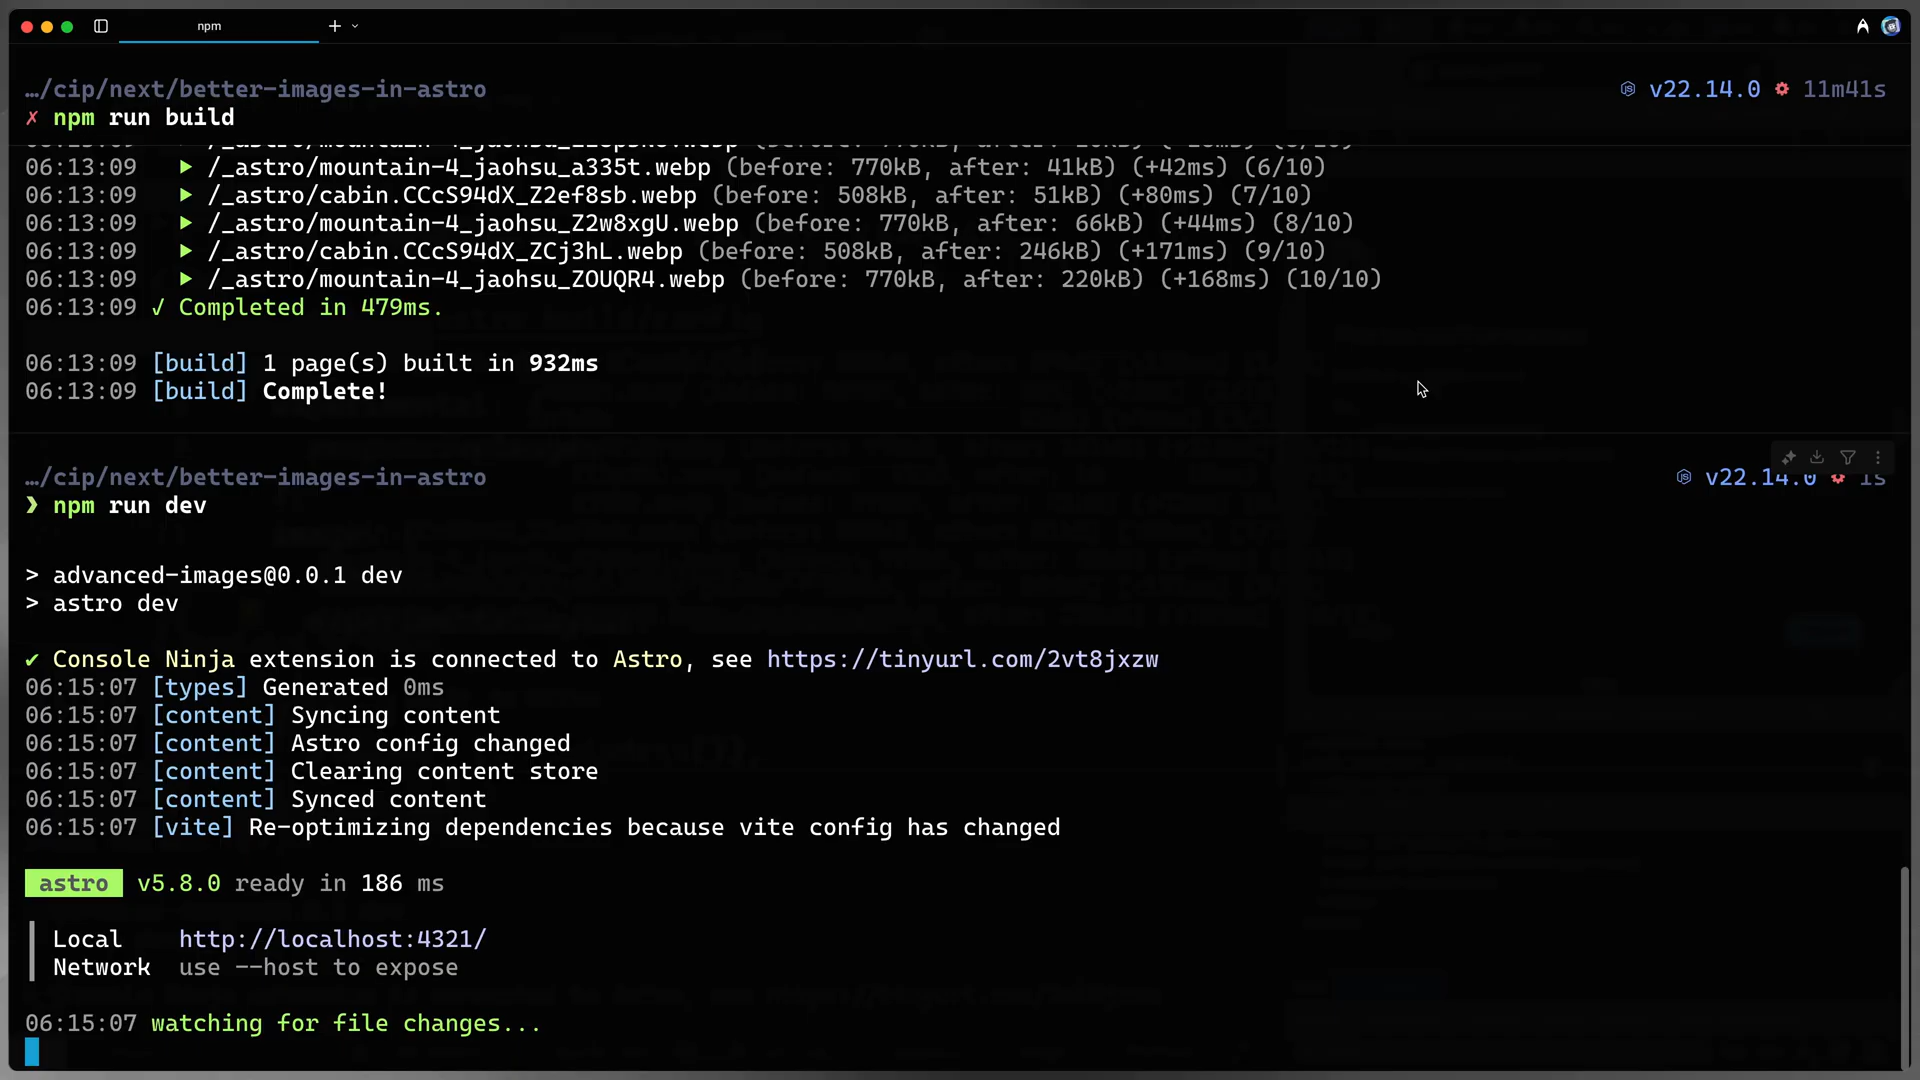 npm
…/cip/next/better-images-in-astro
v22.14.0 11m41s
✗ npm run build
06:13:09 ▶ /_astro/mountain-4_jaohsu_a335t.webp (before: 770kB, after: 41kB) (+42ms) (6/10)
06:13:09 ▶ /_astro/cabin.CCcS94dX_Z2ef8sb.webp (before: 508kB, after: 51kB) (+80ms) (7/10)
06:13:09 ▶ /_astro/mountain-4_jaohsu_Z2w8xgU.webp (before: 770kB, after: 66kB) (+44ms) (8/10)
06:13:09 ▶ /_astro/cabin.CCcS94dX_ZCj3hL.webp (before: 508kB, after: 246kB) (+171ms) (9/10)
06:13:09 ▶ /_astro/mountain-4_jaohsu_ZOUQR4.webp (before: 770kB, after: 220kB) (+168ms) (10/10)
06:13:09 ✓ Completed in 479ms.
06:13:09 [build] 1 page(s) built in 932ms
06:13:09 [build] Complete!
…/cip/next/better-images-in-astro
v22.14.0 1s
❯ npm run dev
> advanced-images@0.0.1 dev
> astro dev
✔ Console Ninja extension is connected to Astro, see https://tinyurl.com/2vt8jxzw
06:15:07 [types] Generated 0ms
06:15:07 [content] Syncing content
06:15:07 [content] Astro config changed
06:15:07 [content] Clearing content store
06:15:07 [content] Synced content
06:15:07 [vite] Re-optimizing dependencies because vite config has changed
astro v5.8.0 ready in 186 ms
Local http://localhost:4321/
Network use --host to expose
06:15:07 watching for file changes...